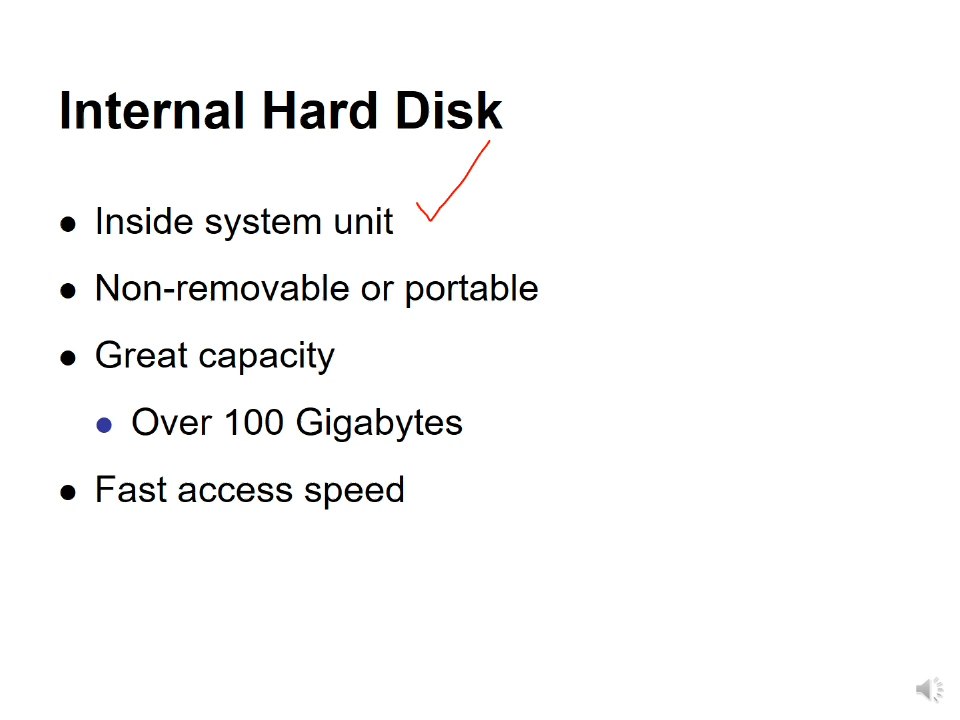 Internal Hard Disk
Inside system unit
Non-removable or portable
Great capacity
Over 100 Gigabytes
Fast access speed